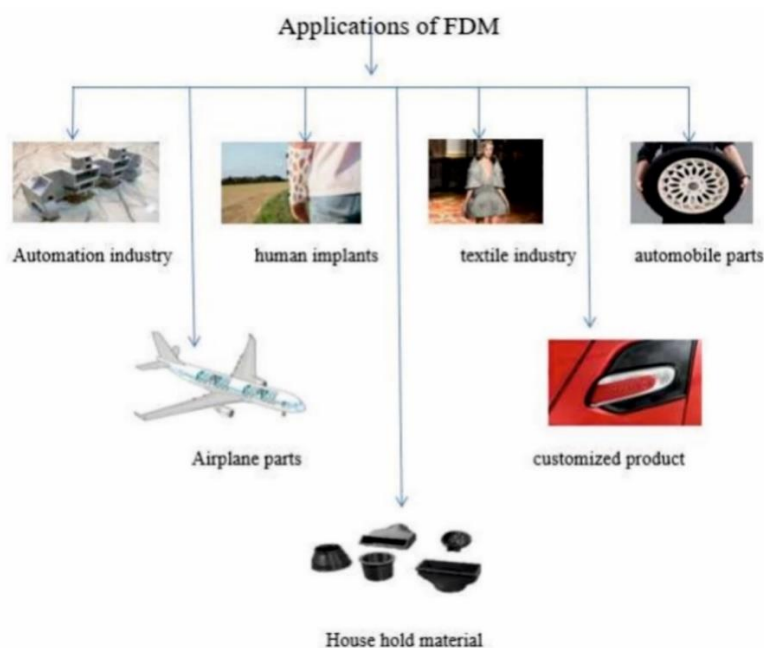 Applications of FDM
Automation industry
human implants
textile industry
automobile parts
Airplane parts
customized product
House hold material